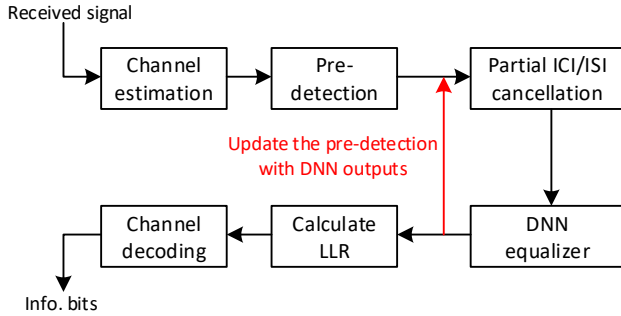 Received signal
Channel
estimation
Pre-
detection
Partial ICI/ISI
cancellation
Update the pre-detection
with DNN outputs
Channel
decoding
Calculate
LLR
DNN
equalizer
Info. bits